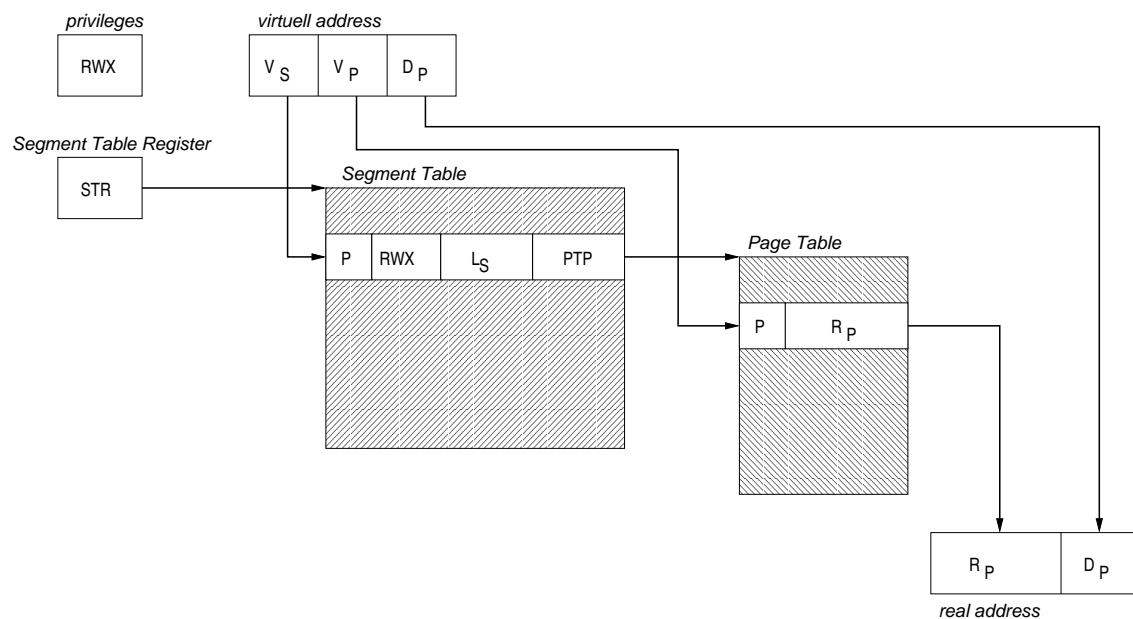 privileges
virtuell address
RWX
V S
V P
D P
Segment Table Register
STR
Segment Table
P
RWX
L S
PTP
Page Table
P
R P
R P
D P
real address